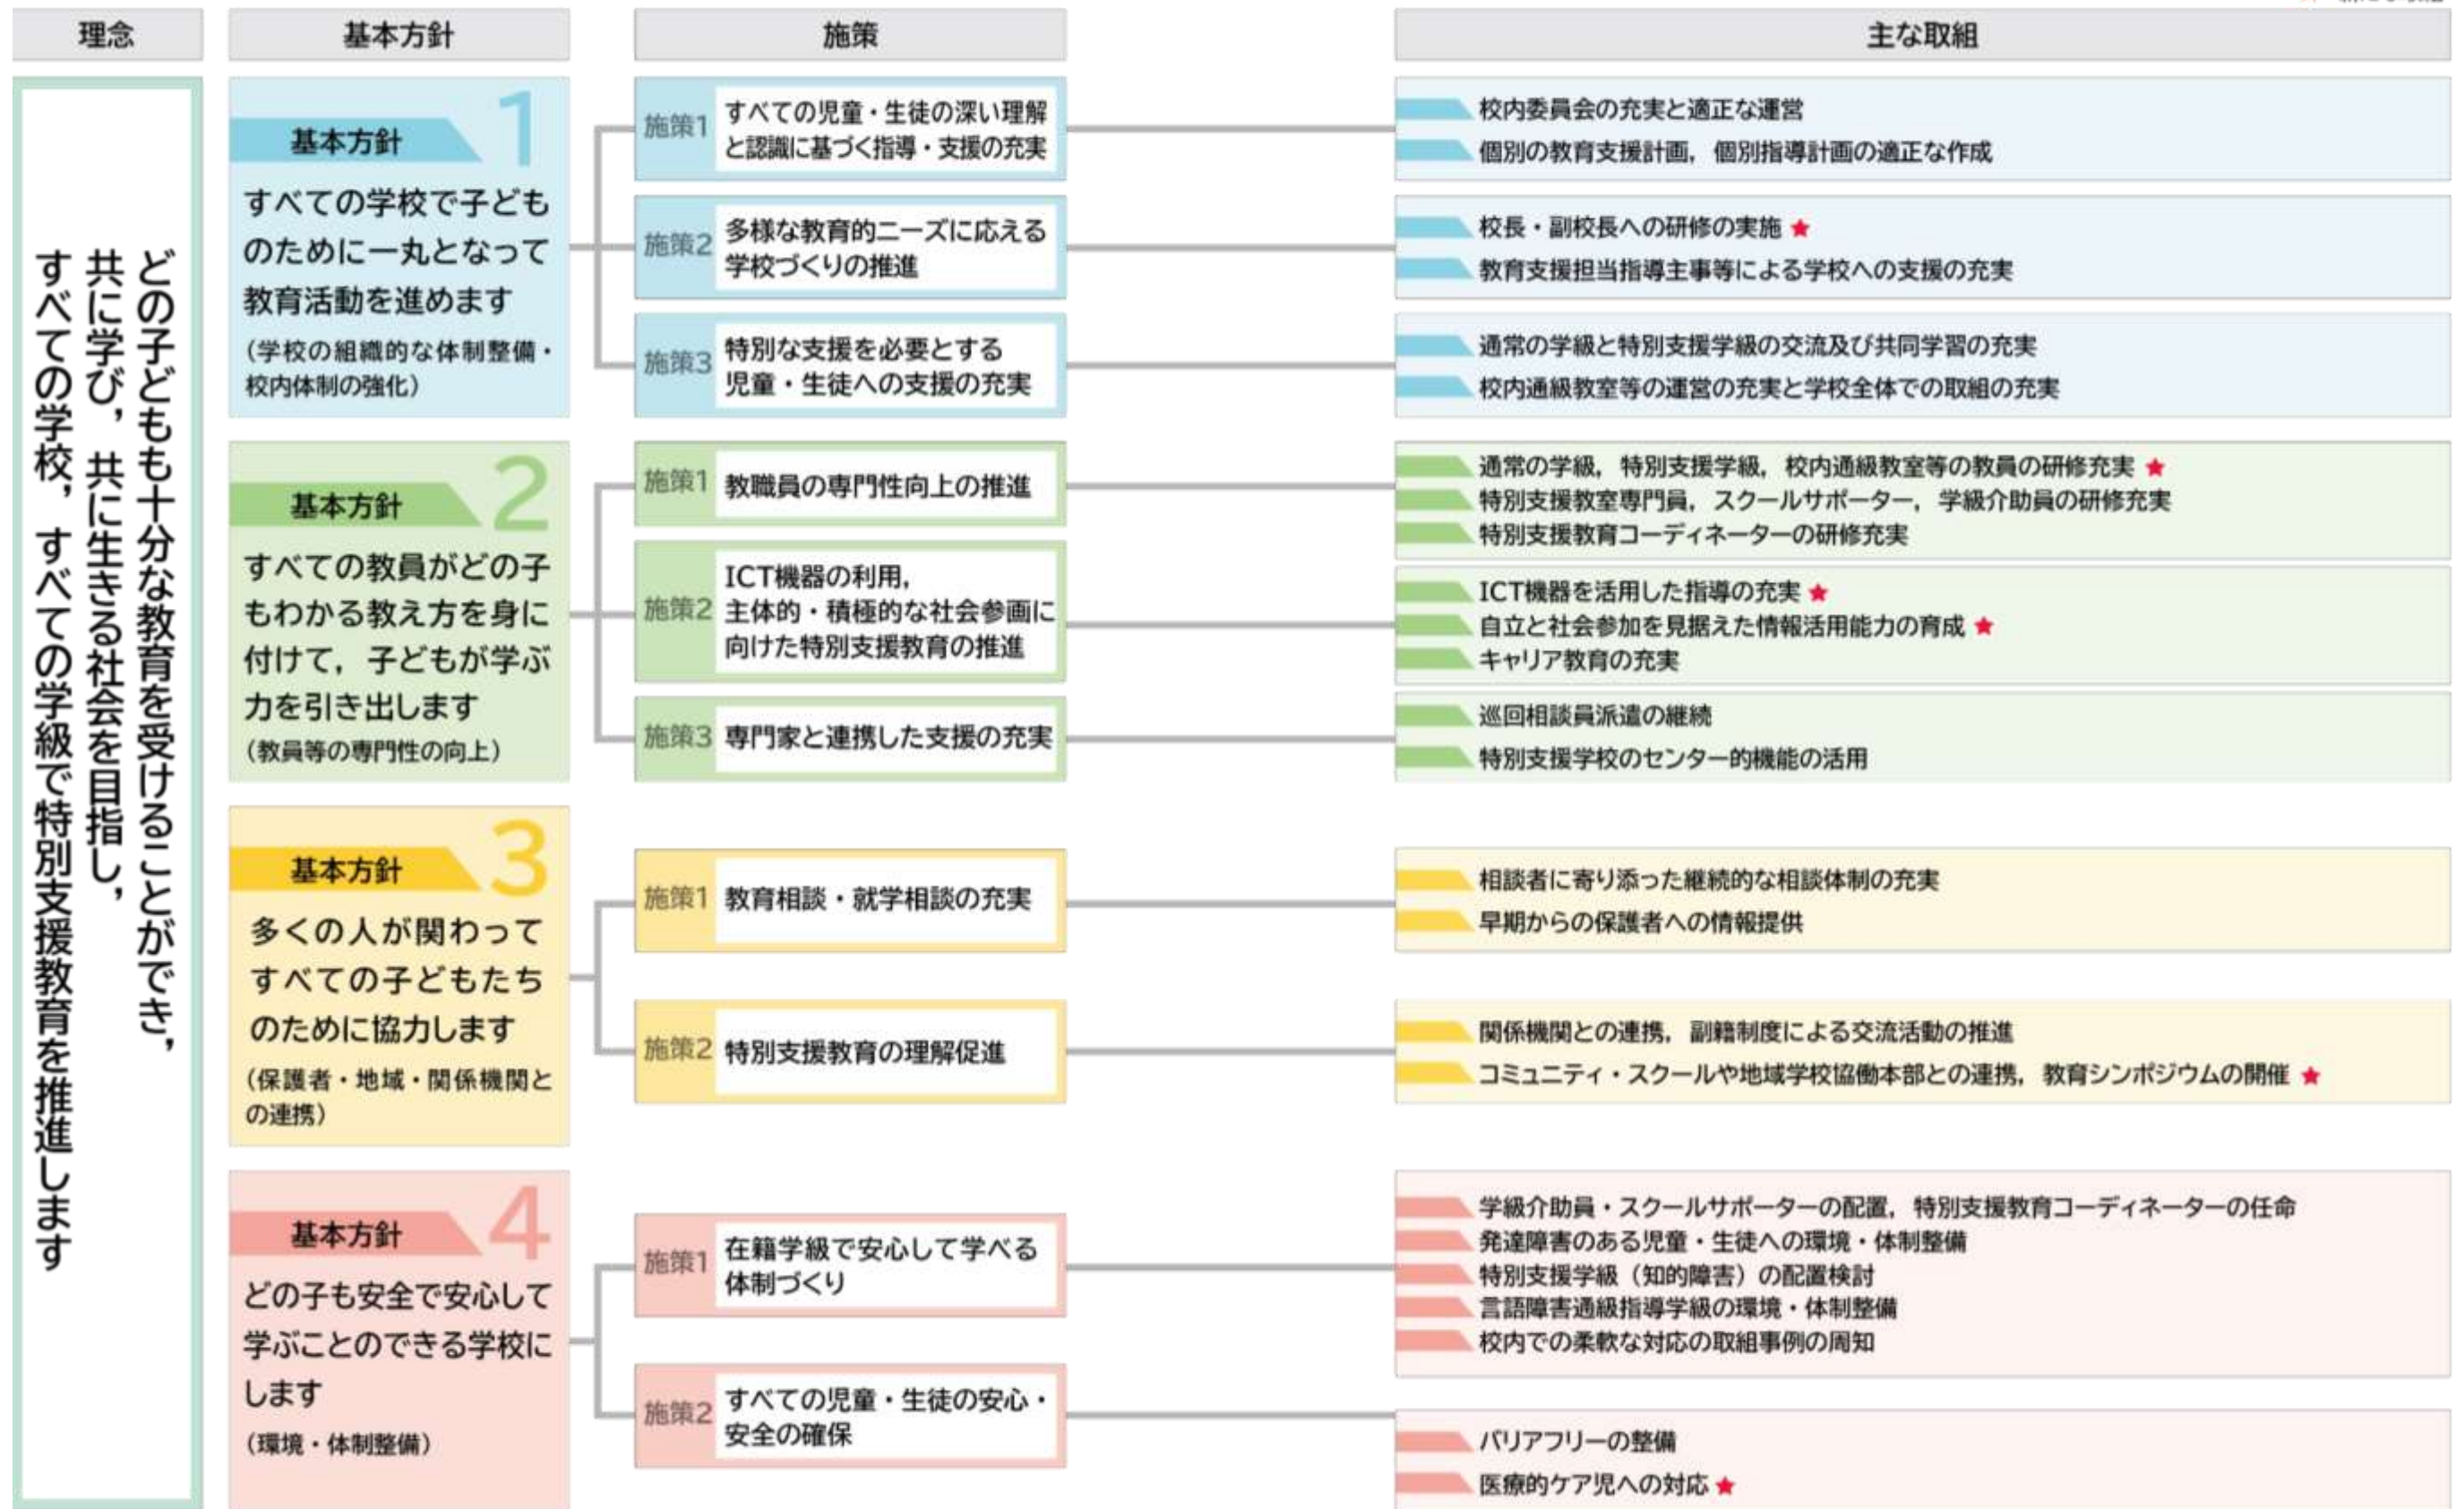 理念
基本方針
施策
主な取組
どの子どもも十分な教育を受けることができ，
共に学び，共に生きる社会を目指し，
すべての学校，すべての学級で特別支援教育を推進します
基本方針 1
すべての学校で子ども
のために一丸となって
教育活動を進めます
（学校の組織的な体制整備・
校内体制の強化）
施策1
すべての児童・生徒の深い理解
と認識に基づく指導・支援の充実
校内委員会の充実と適正な運営
個別の教育支援計画，個別指導計画の適正な作成
施策2
多様な教育的ニーズに応える
学校づくりの推進
校長・副校長への研修の実施 ★
教育支援担当指導主事等による学校への支援の充実
施策3
特別な支援を必要とする
児童・生徒への支援の充実
通常の学級と特別支援学級の交流及び共同学習の充実
校内通級教室等の運営の充実と学校全体での取組の充実
基本方針 2
すべての教員がどの子
もわかる教え方を身に
付けて，子どもが学ぶ
力を引き出します
（教員等の専門性の向上）
施策1
教職員の専門性向上の推進
通常の学級，特別支援学級，校内通級教室等の教員の研修充実 ★
特別支援教室専門員，スクールサポーター，学級介助員の研修充実
特別支援教育コーディネーターの研修充実
施策2
ICT機器の利用，
主体的・積極的な社会参画に
向けた特別支援教育の推進
ICT機器を活用した指導の充実 ★
自立と社会参加を見据えた情報活用能力の育成 ★
キャリア教育の充実
施策3
専門家と連携した支援の充実
巡回相談員派遣の継続
特別支援学校のセンター的機能の活用
基本方針 3
多くの人が関わって
すべての子どもたち
のために協力します
（保護者・地域・関係機関と
の連携）
施策1
教育相談・就学相談の充実
相談者に寄り添った継続的な相談体制の充実
早期からの保護者への情報提供
施策2
特別支援教育の理解促進
関係機関との連携，副籍制度による交流活動の推進
コミュニティ・スクールや地域学校協働本部との連携，教育シンポジウムの開催 ★
基本方針 4
どの子も安全で安心して
学ぶことのできる学校に
します
（環境・体制整備）
施策1
在籍学級で安心して学べる
体制づくり
学級介助員・スクールサポーターの配置，特別支援教育コーディネーターの任命
発達障害のある児童・生徒への環境・体制整備
特別支援学級（知的障害）の配置検討
言語障害通級指導学級の環境・体制整備
校内での柔軟な対応の取組事例の周知
施策2
すべての児童・生徒の安心・
安全の確保
バリアフリーの整備
医療的ケア児への対応 ★